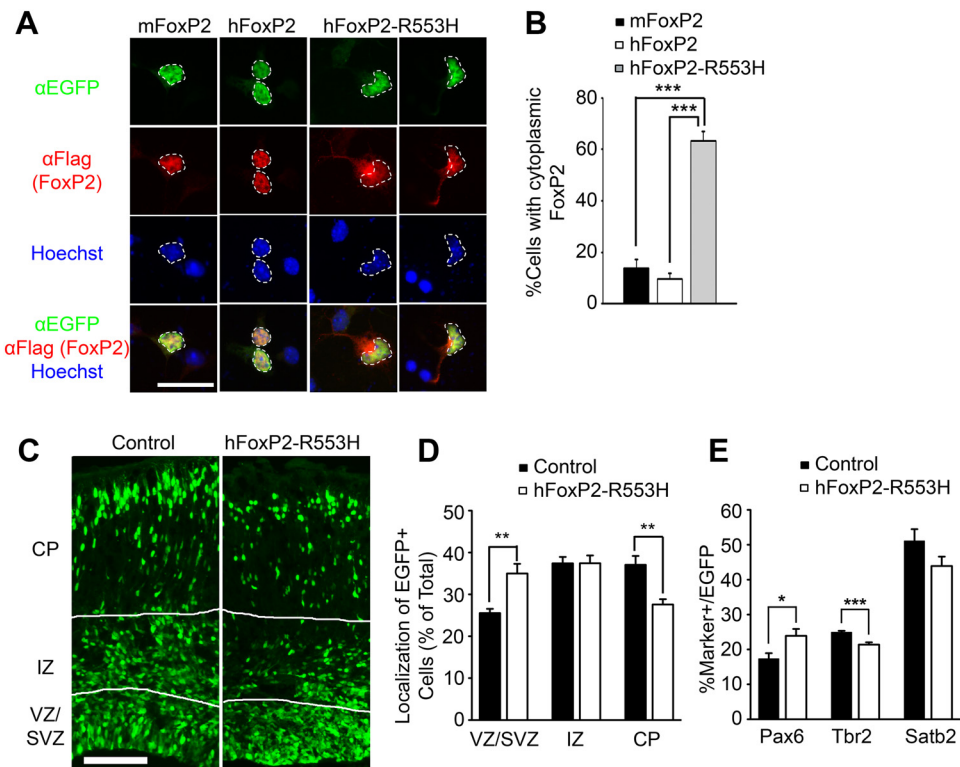 A
mFoxP2 hFoxP2 hFoxP2-R553H
αEGFP
αFlag
(FoxP2)
Hoechst
αEGFP
αFlag (FoxP2)
Hoechst
B
mFoxP2
hFoxP2
hFoxP2-R553H
%Cells with cytoplasmic
FoxP2
80
60
40
20
0
***
***
C
Control hFoxP2-R553H
CP
IZ
VZ/
SVZ
D
Control
hFoxP2-R553H
Localization of EGFP+
Cells (% of Total)
50
40
30
20
10
0
**
**
VZ/SVZ IZ CP
E
Control
hFoxP2-R553H
%Marker+/EGFP
60
50
40
30
20
10
0
*
***
Pax6 Tbr2 Satb2